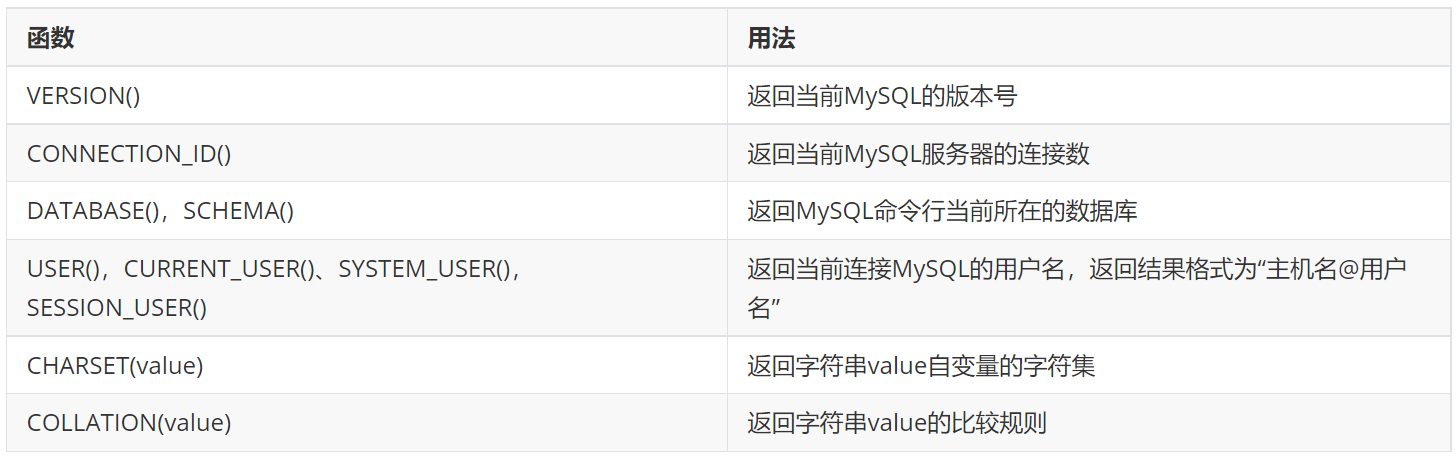 函数 用法
VERSION() 返回当前MySQL的版本号
CONNECTION_ID() 返回当前MySQL服务器的连接数
DATABASE()，SCHEMA() 返回MySQL命令行当前所在的数据库
USER()，CURRENT_USER()、SYSTEM_USER()，
SESSION_USER()
返回当前连接MySQL的用户名，返回结果格式为“主机名@用户
名”
CHARSET(value) 返回字符串value自变量的字符集
COLLATION(value) 返回字符串value的比较规则